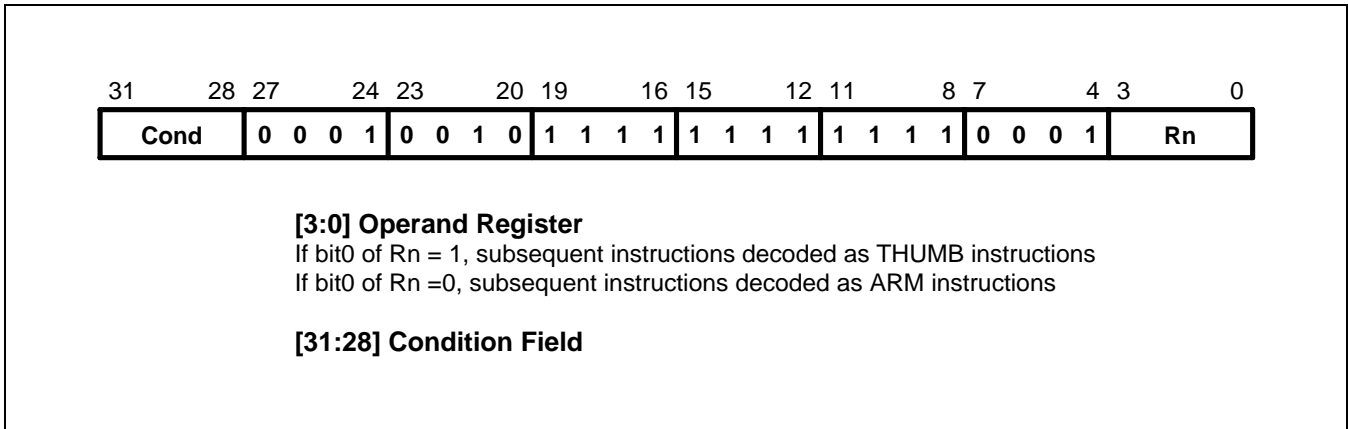 31 28 27 24 23 20 19 16 15 12 11 8 7 4 3 0
Cond 0 0 0 1 0 0 1 0 1 1 1 1 1 1 1 1 1 1 1 1 0 0 0 1 Rn
[3:0] Operand Register
If bit0 of Rn = 1, subsequent instructions decoded as THUMB instructions
If bit0 of Rn =0, subsequent instructions decoded as ARM instructions
[31:28] Condition Field